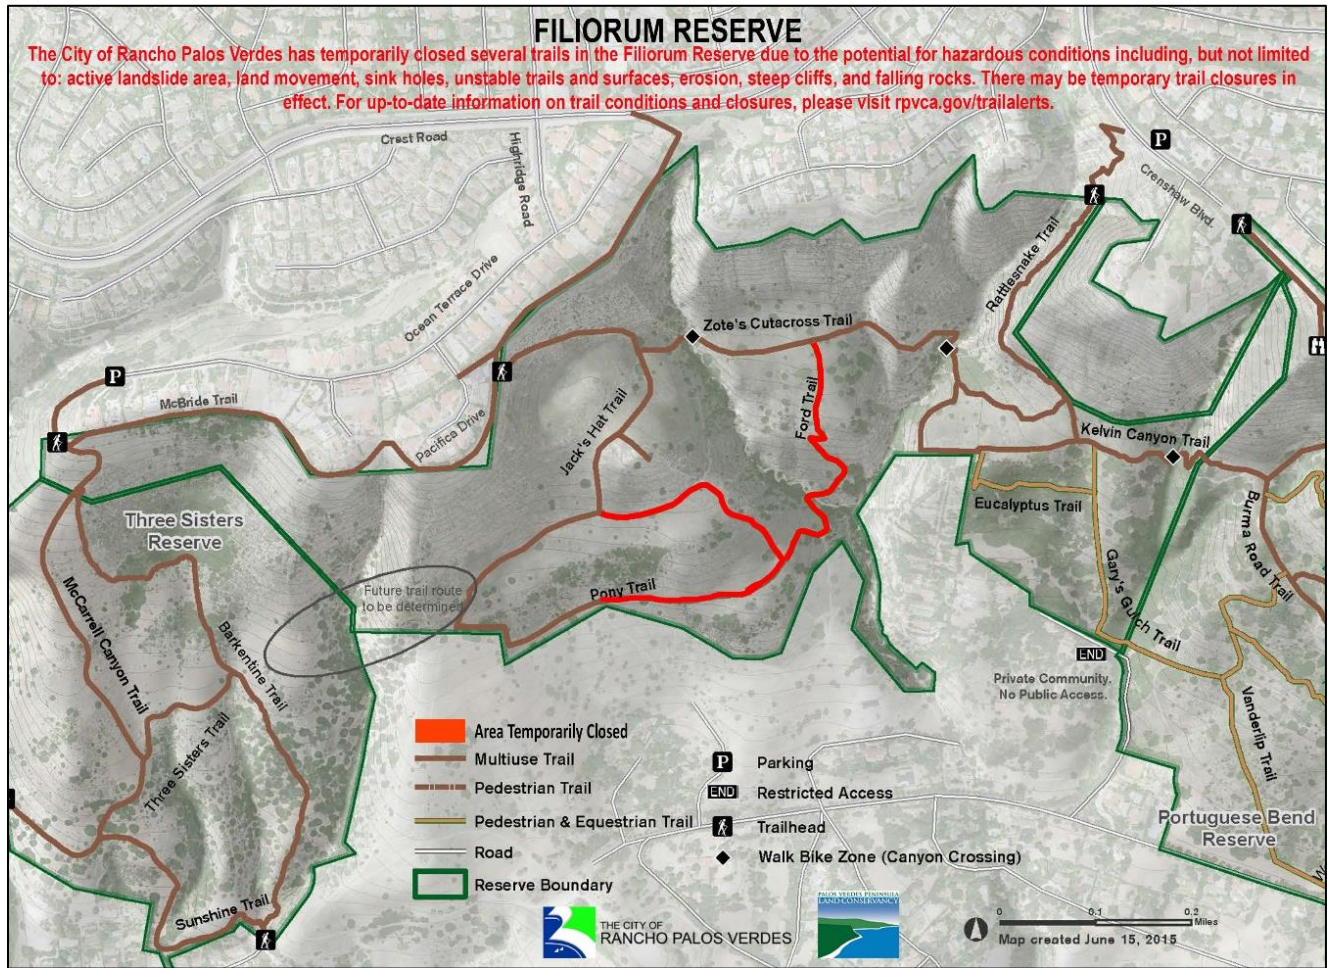 FILIORUM RESERVE
The City of Rancho Palos Verdes has temporarily closed several trails in the Filiorum Reserve due to the potential for hazardous conditions including, but not limited
to: active landslide area, land movement, sink holes, unstable trails and surfaces, erosion, steep cliffs, and falling rocks. There may be temporary trail closures in
effect. For up-to-date information on trail conditions and closures, please visit rpvca.gov/trailalerts.
Crest Road
Highridge Road
P
Crenshaw Blvd.
Rattlesnake Trail
Ocean Terrace Drive
Zote's Cutacross Trail
P
McBride Trail
Pacifica Drive
Jack's Hat Trail
Ford Trail
Kelvin Canyon Trail
Eucalyptus Trail
Burma Road Trail
Three Sisters
Reserve
Gary's Gulch Trail
McCarrell Canyon Trail
Barkentine Trail
Future trail route
to be determined
Pony Trail
END
Private Community.
No Public Access.
Vanderlip Trail
Three Sisters Trail
Portuguese Bend
Reserve
Sunshine Trail
Area Temporarily Closed
Multiuse Trail
Pedestrian Trail
Pedestrian & Equestrian Trail
Road
Reserve Boundary
P Parking
END Restricted Access
Trailhead
Walk Bike Zone (Canyon Crossing)
THE CITY OF
RANCHO PALOS VERDES
PALOS VERDES PENINSULA
LAND CONSERVANCY
0 0.1 0.2
Miles
Map created June 15, 2015